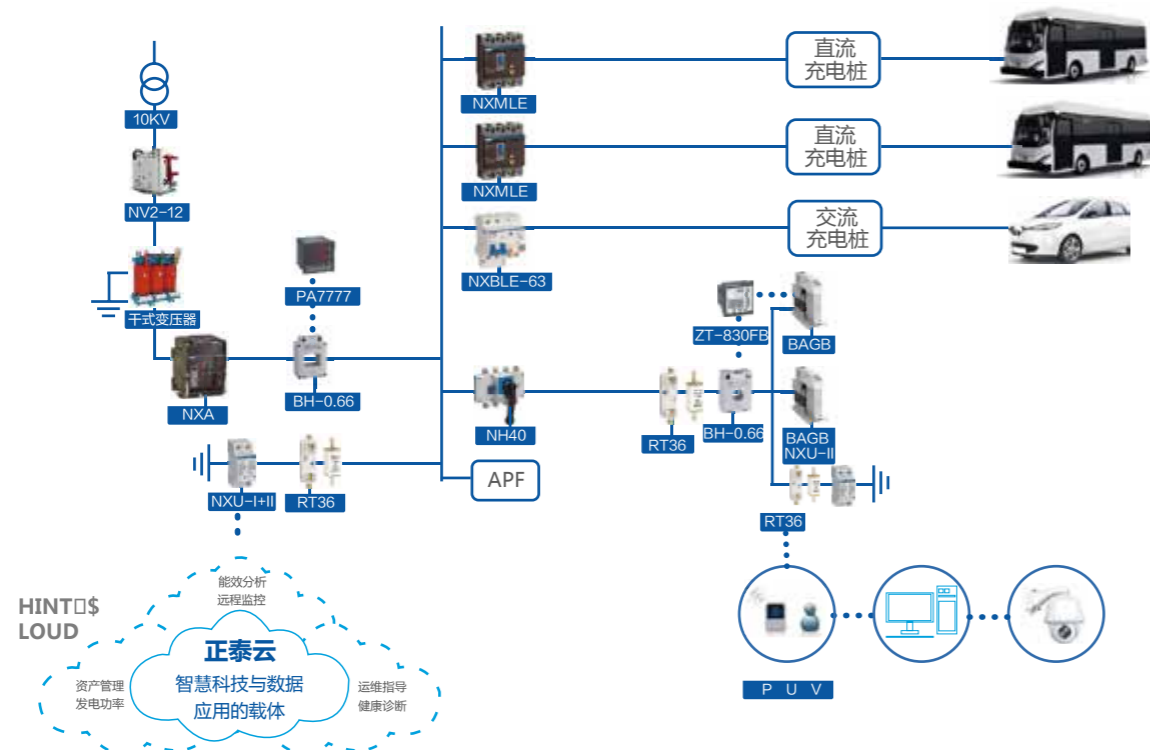 直流
充电桩
NXMLE
10KV
直流
充电桩
NXMLE
NV2-12
交流
充电桩
NXBLE-63
PA7777
干式变压器
ZT-830FB
BAGB
BH-0.66
NXA
NH40
RT36
BH-0.66
BAGB
NXU-II
APF
NXU-I+II
RT36
RT36
能效分析
远程监控
HINT□$
LOUD
正泰云
智慧科技与数据
应用的载体
资产管理
发电功率
运维指导
健康诊断
P U V